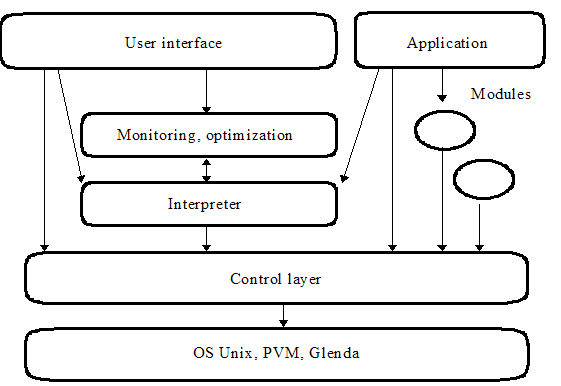 User interface
Application
Modules
Monitoring, optimization
Interpreter
Control layer
OS Unix, PVM, Glenda